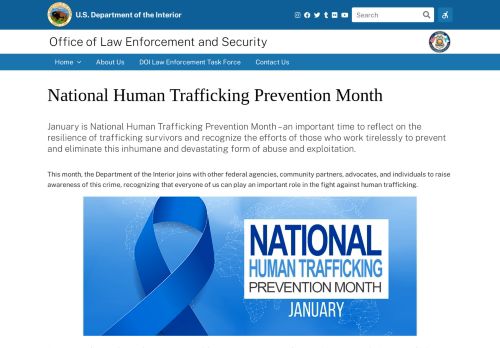 U.S. Department of the Interior
Search
Office of Law Enforcement and Security
Home About Us DOI Law Enforcement Task Force Contact Us
National Human Trafficking Prevention Month
January is National Human Trafficking Prevention Month – an important time to reflect on the
resilience of trafficking survivors and recognize the efforts of those who work tirelessly to prevent
and eliminate this inhumane and devastating form of abuse and exploitation.
This month, the Department of the Interior joins with other federal agencies, community partners, advocates, and individuals to raise
awareness of this crime, recognizing that everyone of us can play an important role in the fight against human trafficking.
NATIONAL
HUMAN TRAFFICKING
PREVENTION MONTH
JANUARY